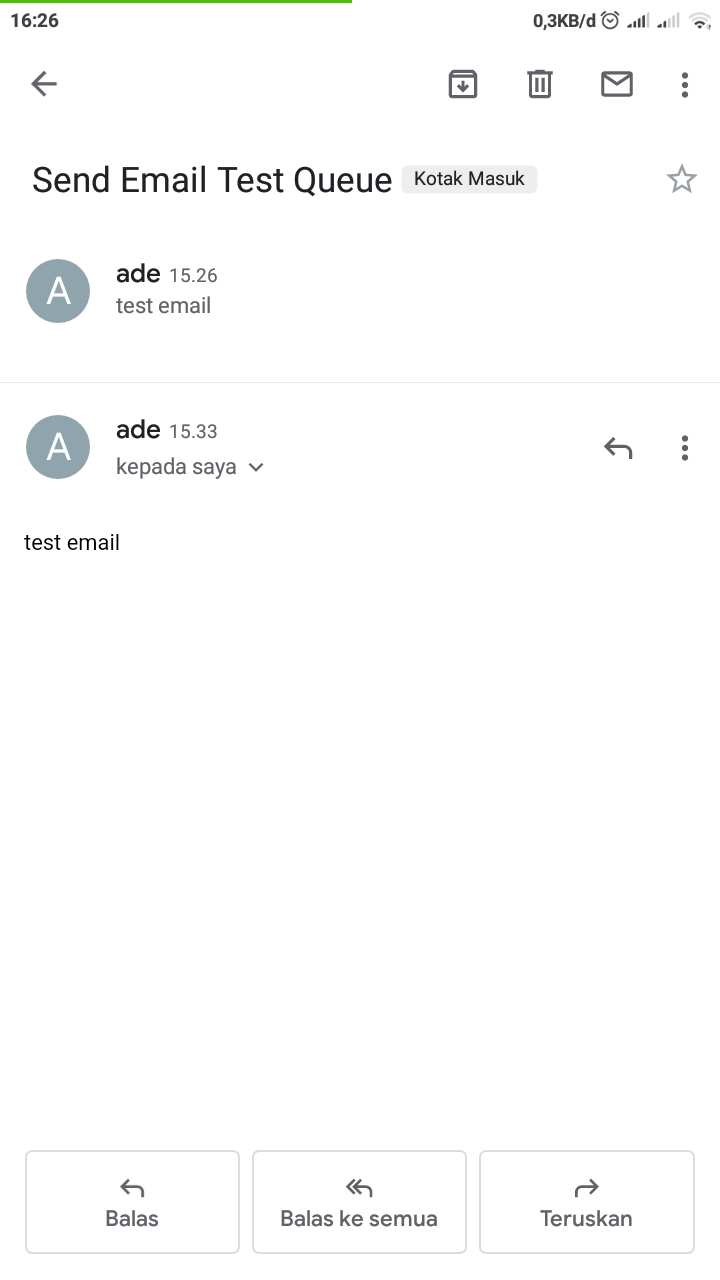 16:26 0,3KB/d
Send Email Test Queue Kotak Masuk
A
ade 15.26
test email
A
ade 15.33
kepada saya
test email
Balas
Balas ke semua
Teruskan